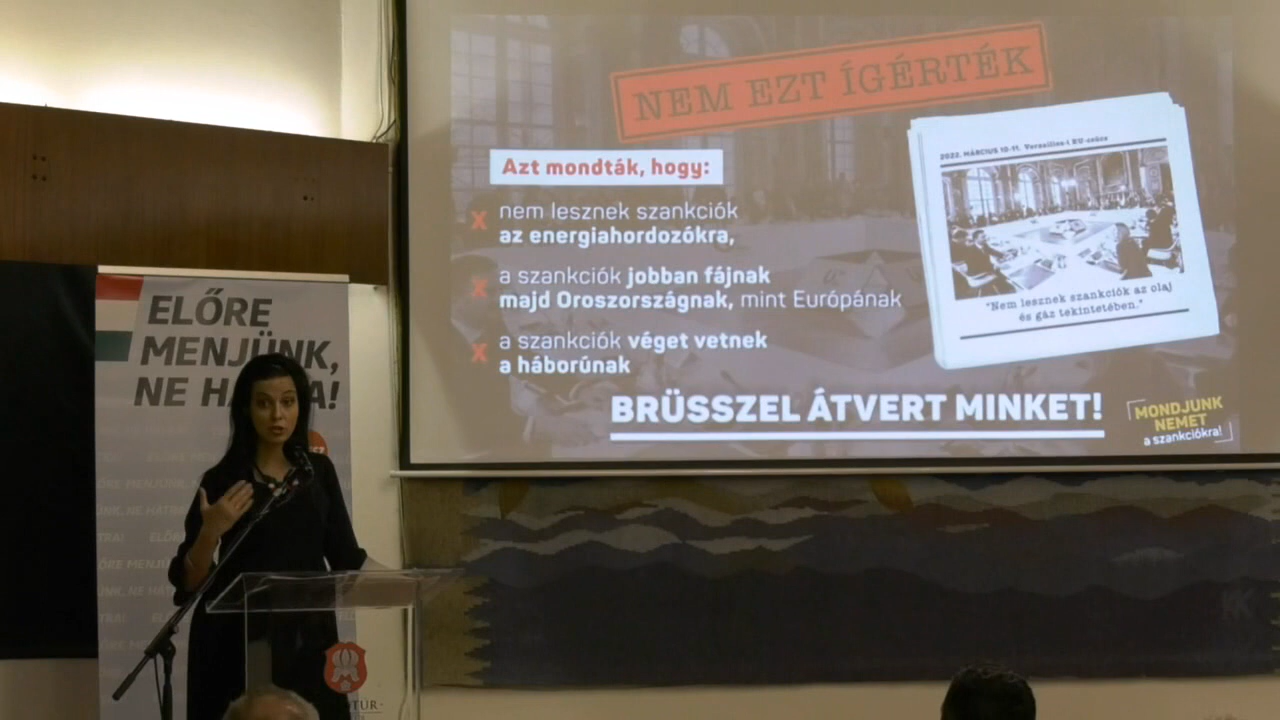 NEM EZT ÍGÉRTÉK
Azt mondták, hogy:
X nem lesznek szankciók
az energiahordozókra,
X a szankciók jobban fájnak
majd Oroszországnak, mint Európának
X a szankciók véget vetnek
a háborúnak
BRÜSSZEL ÁTVERT MINKET!
2022. MÁRCIUS 10-11. Versailles-i EU-csúcs
"Nem lesznek szankciók az olaj
és gáz tekintetében."
MONDJUNK
NEMET
a szankciókra!
ELŐRE
MENJÜNK,
NE